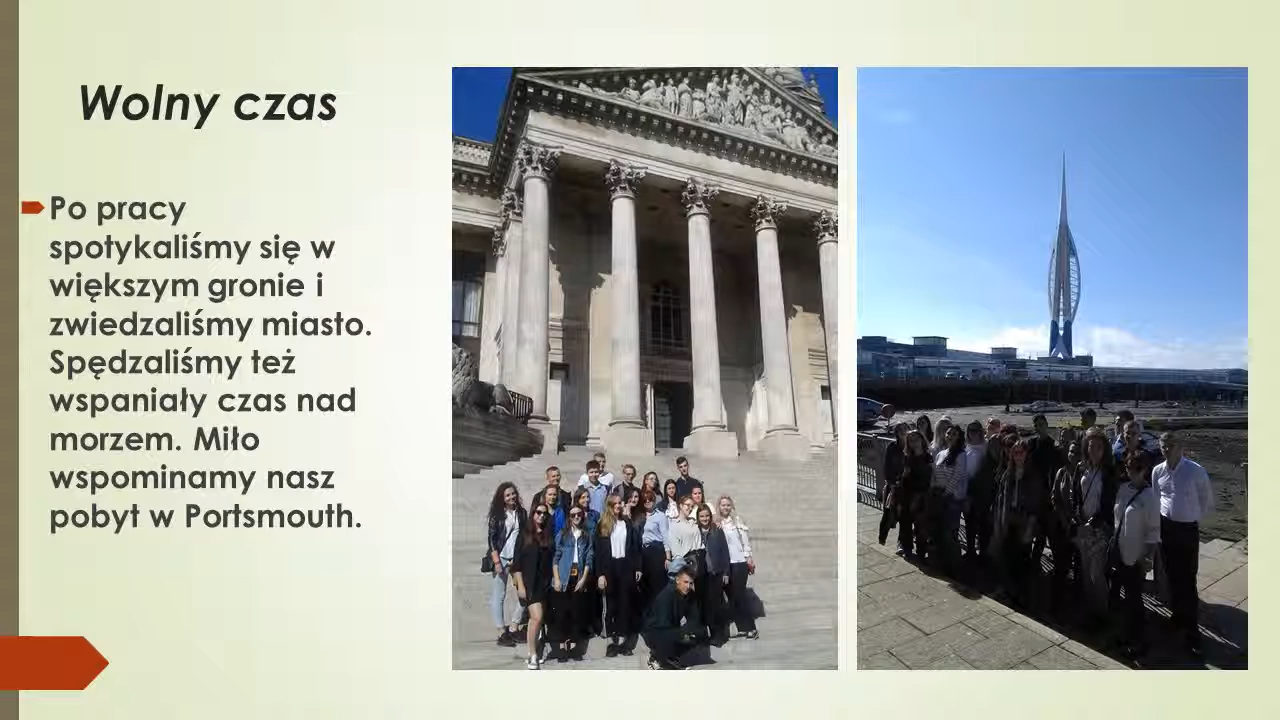 Wolny czas
Po pracy
spotykaliśmy się w
większym gronie i
zwiedzaliśmy miasto.
Spędzaliśmy też
wspaniały czas nad
morzem. Miło
wspominamy nasz
pobyt w Portsmouth.